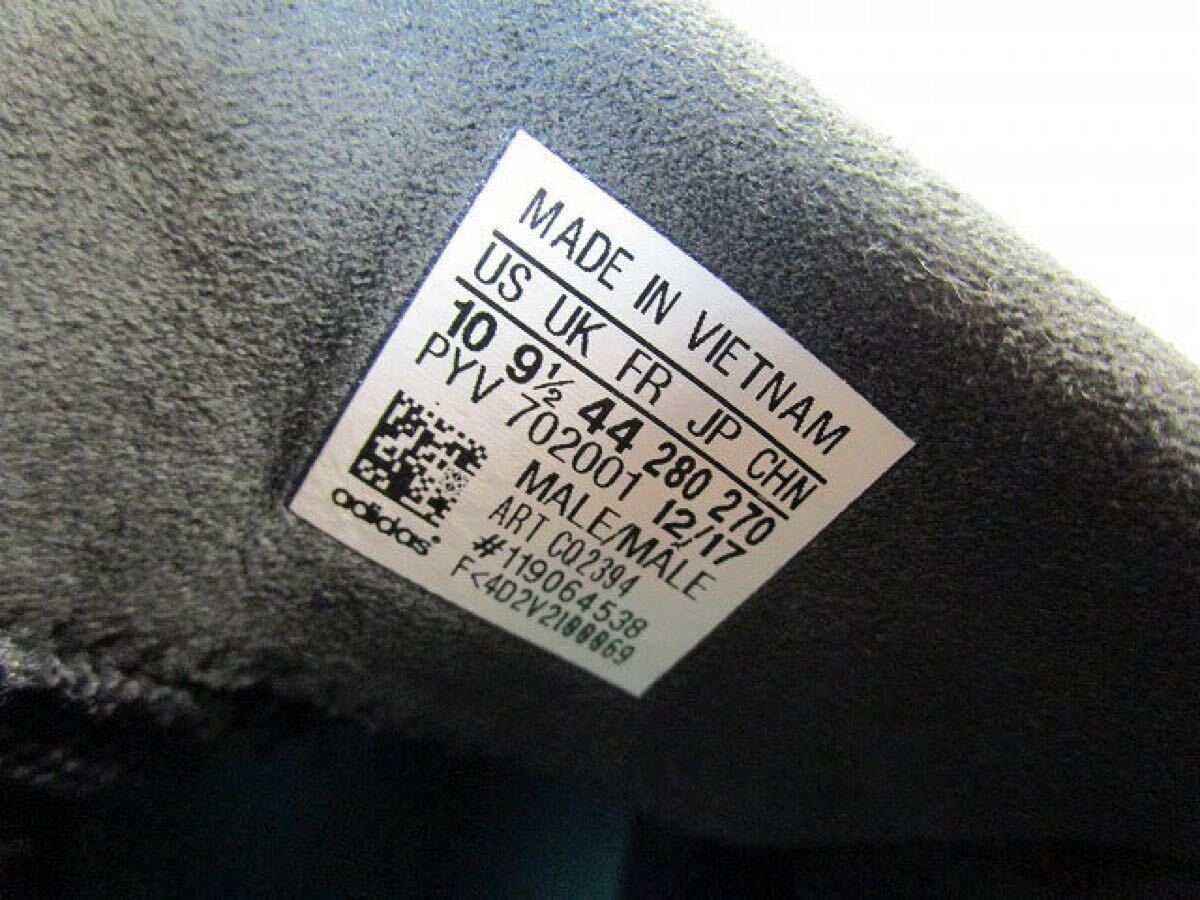 MADE IN VIETNAM
US UK FR JP CHN
10 9½ 44 280 270
PYV 702001 12/17
MALE/MÂLE
ART CQ2394
#119064538
adidas